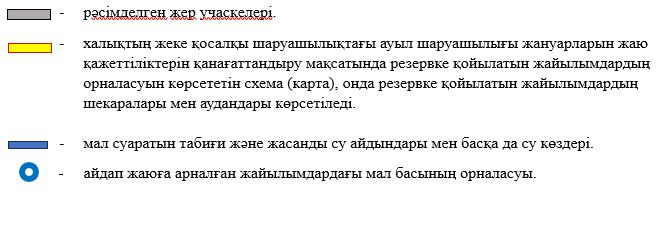 - рәсімделген жер учаскелері.
- халықтың жеке қосалқы шаруашылықтағы ауыл шаруашылығы жануарларын жаю
қажеттіліктерін қанағаттандыру мақсатында резервке қойылатын жайылымдардың
орналасуын көрсететін схема (карта), онда резервке қойылатын жайылымдардың
шекаралары мен аудандары көрсетіледі.
- мал суаратын табиғи және жасанды су айдындары мен басқа да су көздері.
- айдап жаюға арналған жайылымдардағы мал басының орналасуы.